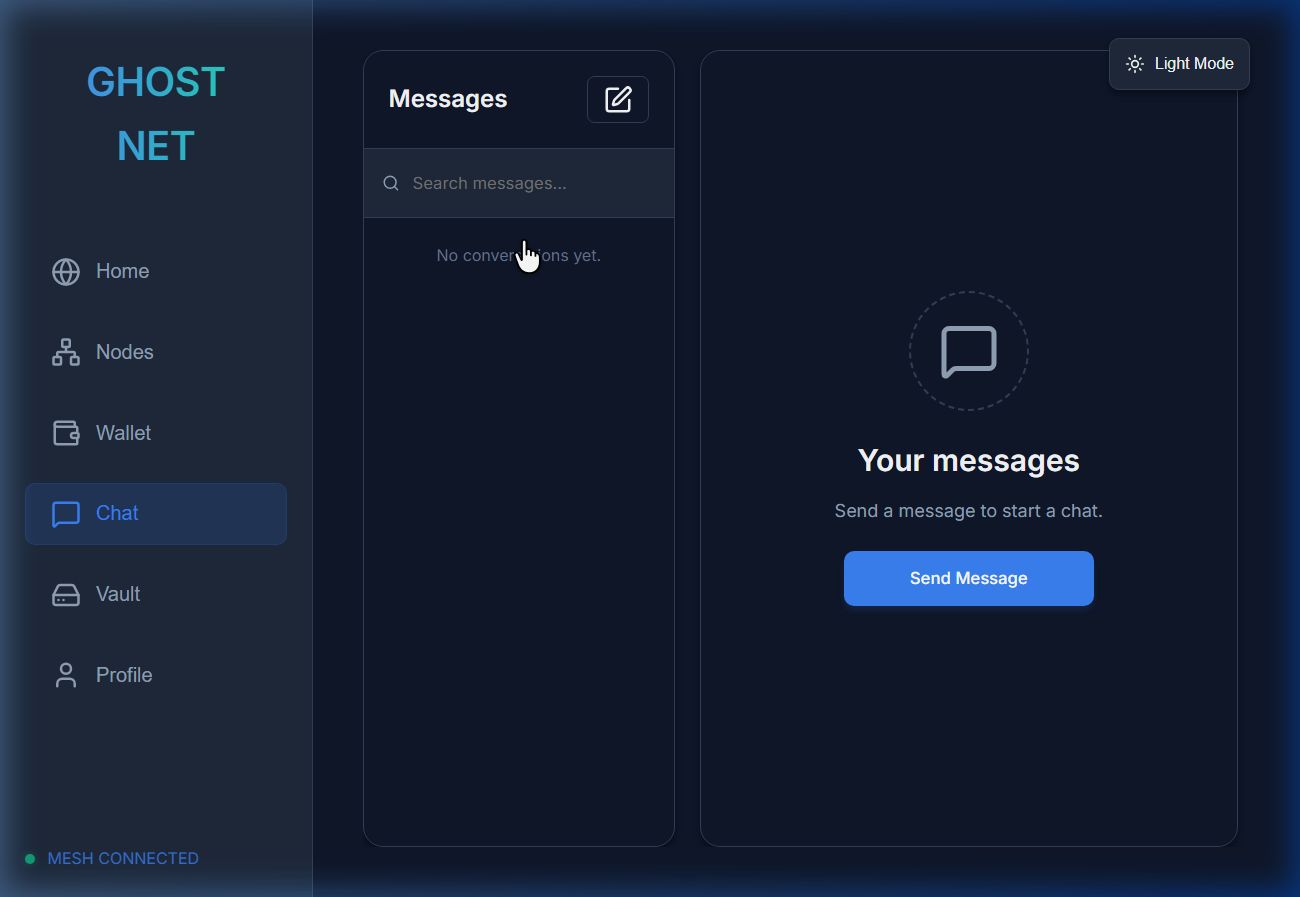 GHOST
NET
Home
Nodes
Wallet
Chat
Vault
Profile
MESH CONNECTED
Messages
Search messages...
No conversations yet.
Light Mode
Your messages
Send a message to start a chat.
Send Message